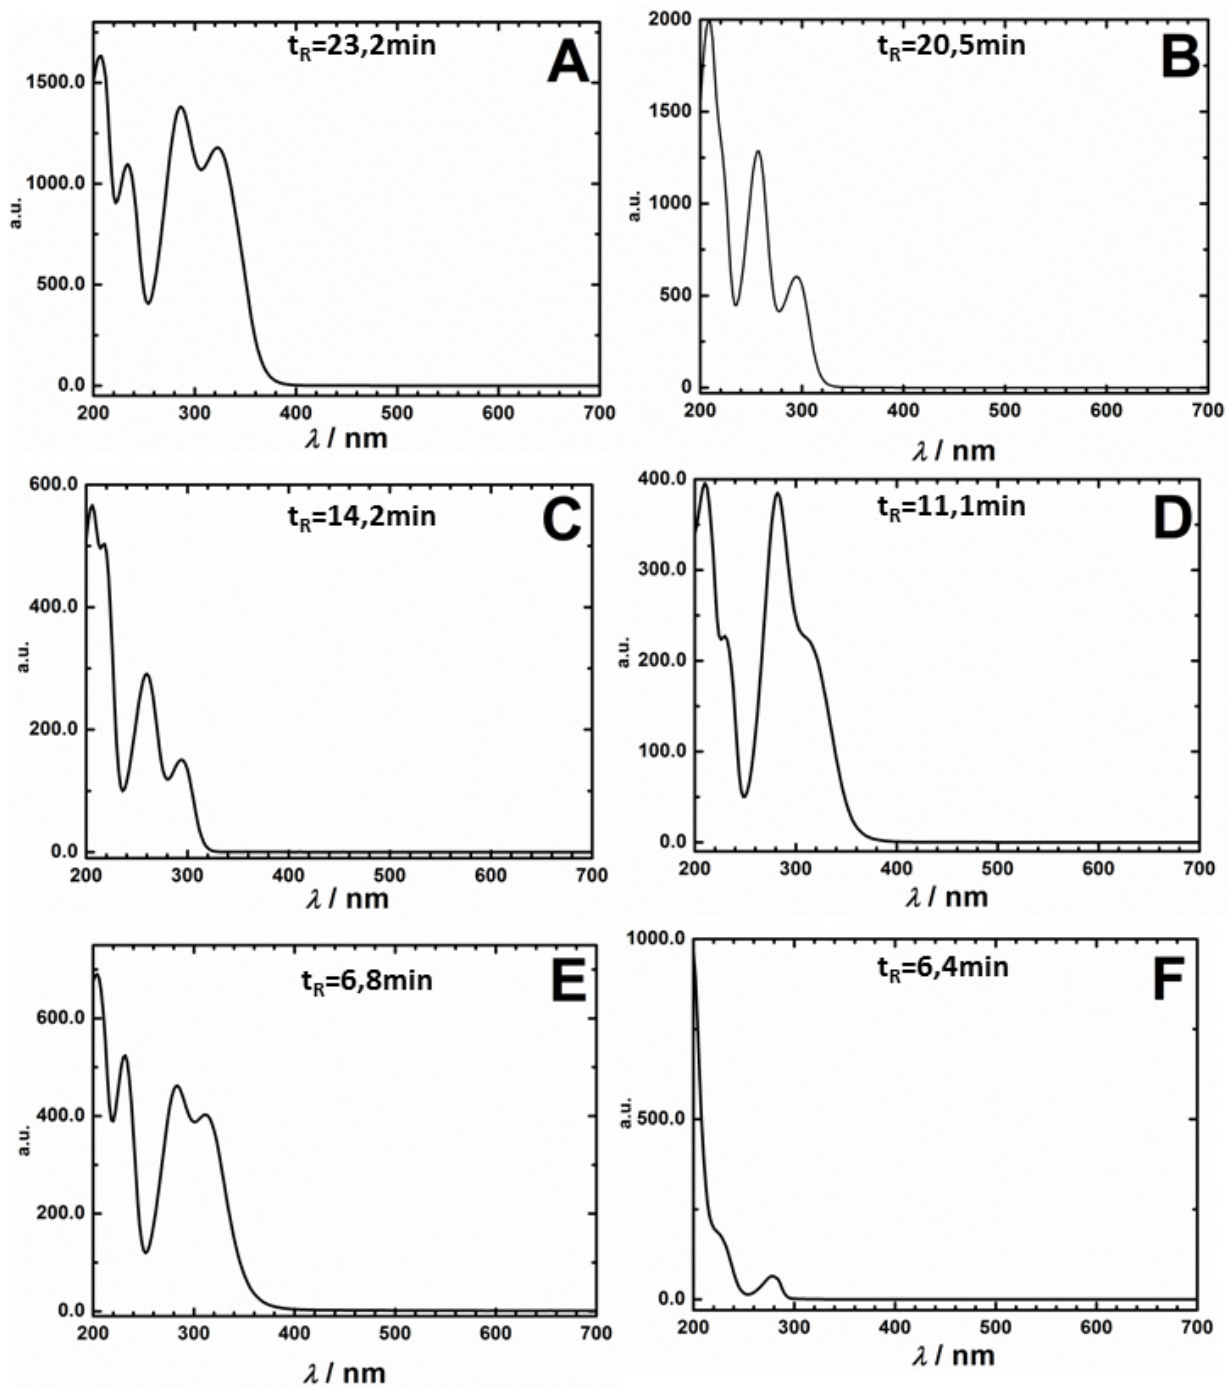 t_R=23,2min
A
1500.0
1000.0
500.0
0.0
a.u.
200 300 400 500 600 700
λ / nm
t_R=20,5min
B
2000
1500
1000
500
0
a.u.
200 300 400 500 600 700
λ / nm
t_R=14,2min
C
600.0
400.0
200.0
0.0
a.u.
200 300 400 500 600 700
λ / nm
t_R=11,1min
D
400.0
300.0
200.0
100.0
0.0
a.u.
200 300 400 500 600 700
λ / nm
t_R=6,8min
E
600.0
400.0
200.0
0.0
a.u.
200 300 400 500 600 700
λ / nm
t_R=6,4min
F
1000.0
500.0
0.0
a.u.
200 300 400 500 600 700
λ / nm